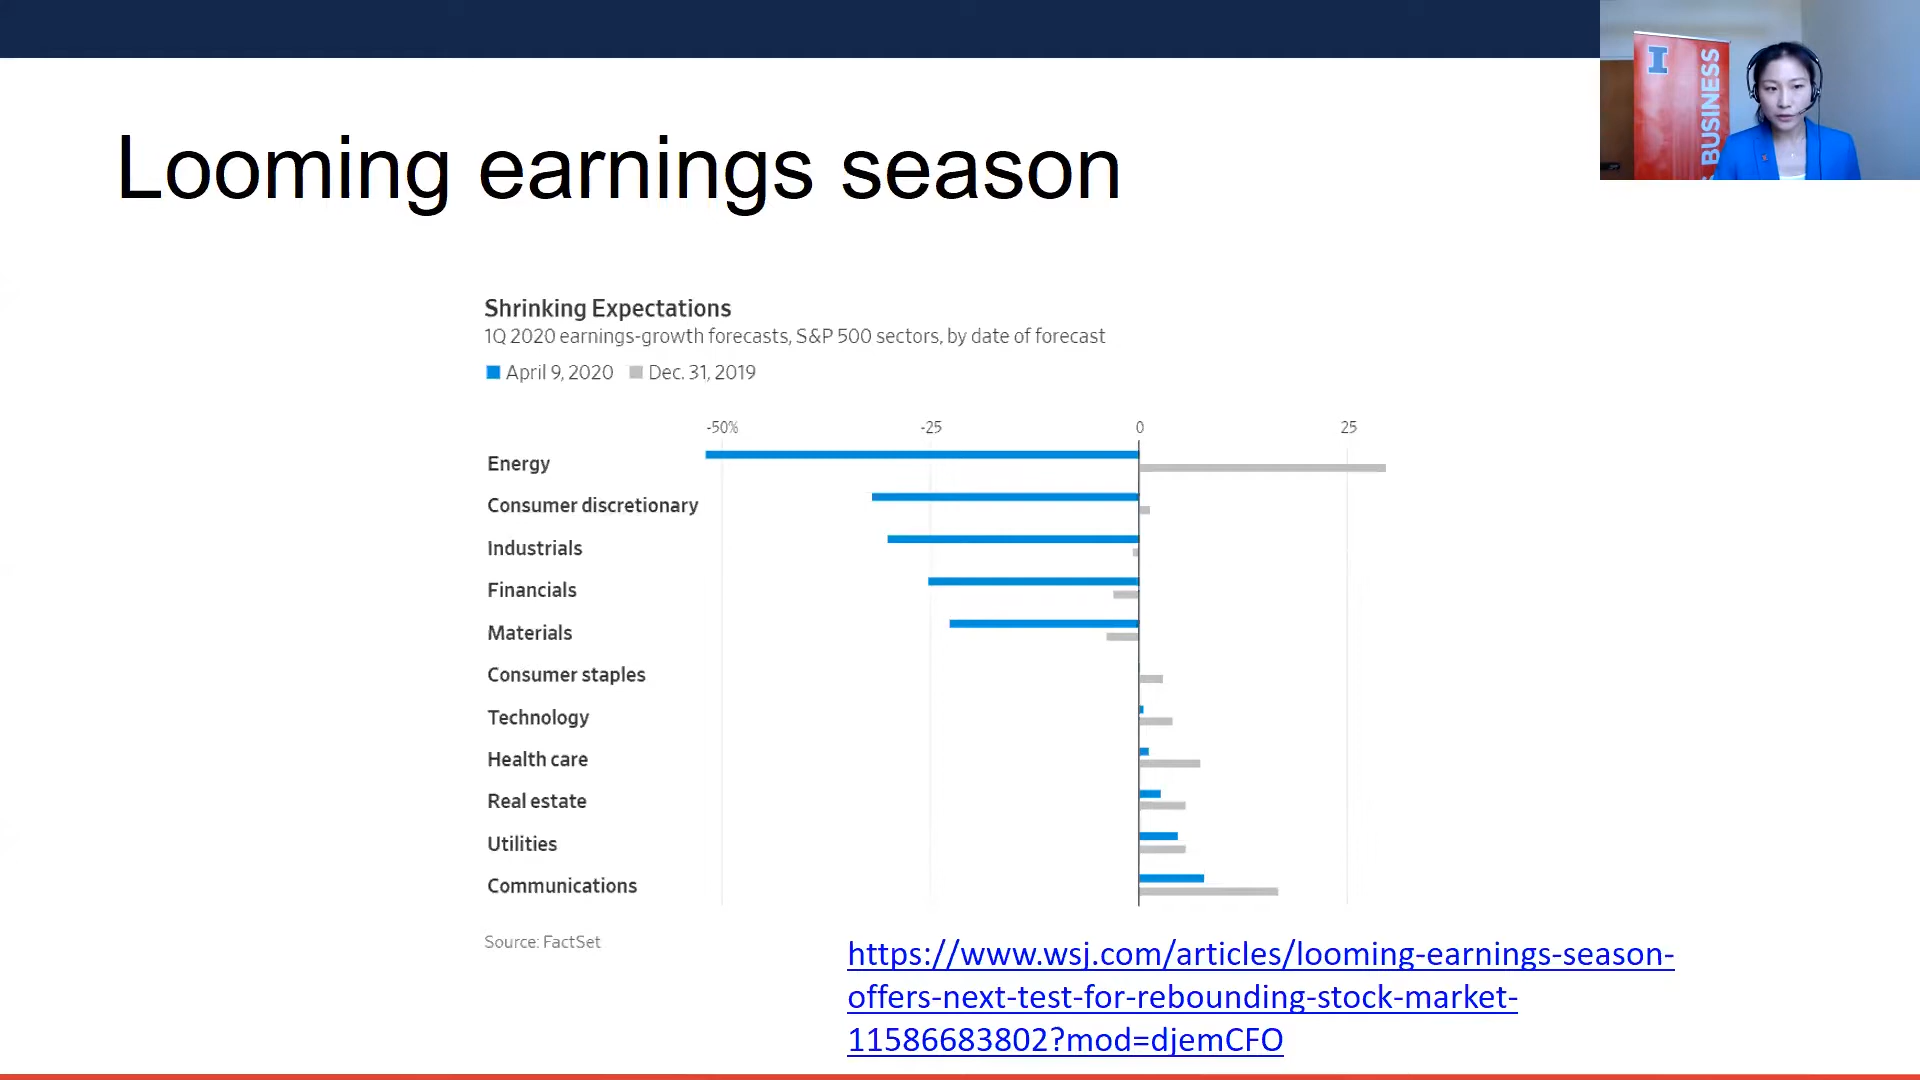 Looming earnings season
I
BUSINESS
Shrinking Expectations
1Q 2020 earnings-growth forecasts, S&P 500 sectors, by date of forecast
April 9, 2020 Dec. 31, 2019
-50% -25 0 25
Energy
Consumer discretionary
Industrials
Financials
Materials
Consumer staples
Technology
Health care
Real estate
Utilities
Communications
Source: FactSet
https://www.wsj.com/articles/looming-earnings-season-
offers-next-test-for-rebounding-stock-market-
11586683802?mod=djemCFO